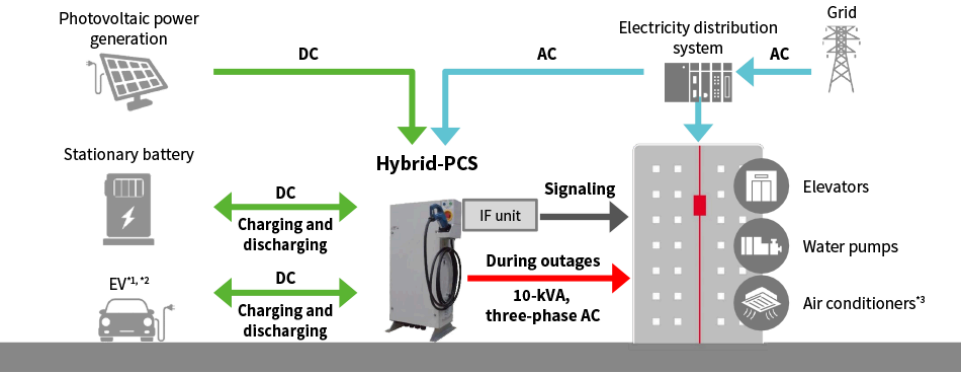 Photovoltaic power
generation
DC
AC
Electricity distribution
system
AC
Grid
Stationary battery
Hybrid-PCS
DC
Charging and
discharging
IF unit
Signaling
Elevators
Water pumps
EV*1, *2
DC
Charging and
discharging
During outages
10-kVA,
three-phase AC
Air conditioners*3